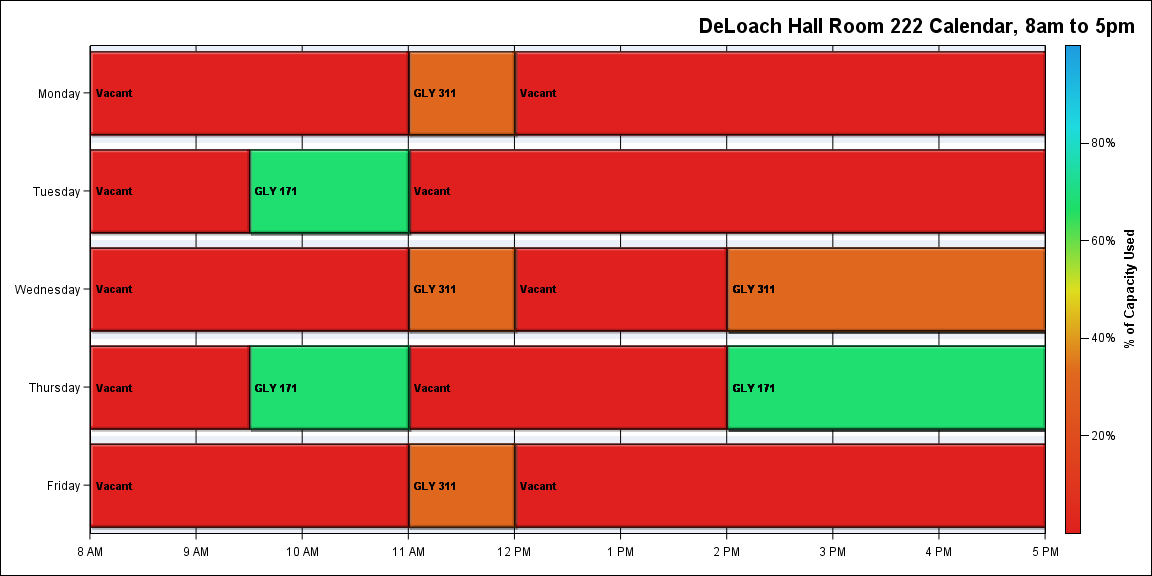 DeLoach Hall Room 222 Calendar, 8am to 5pm
Monday
Vacant
GLY 311
Vacant
Tuesday
Vacant
GLY 171
Vacant
Wednesday
Vacant
GLY 311
Vacant
GLY 311
Thursday
Vacant
GLY 171
Vacant
GLY 171
Friday
Vacant
GLY 311
Vacant
8 AM
9 AM
10 AM
11 AM
12 PM
1 PM
2 PM
3 PM
4 PM
5 PM
80%
60%
40%
20%
% of Capacity Used